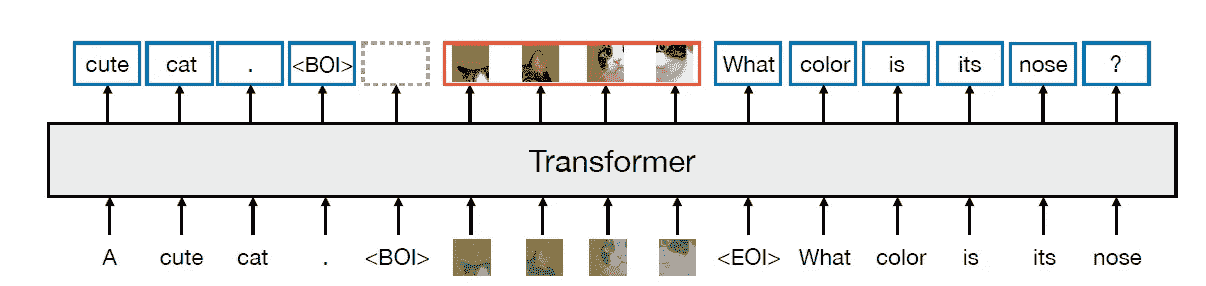 cute cat . <BOI> What color is its nose ?
Transformer
A cute cat . <BOI> <EOI> What color is its nose